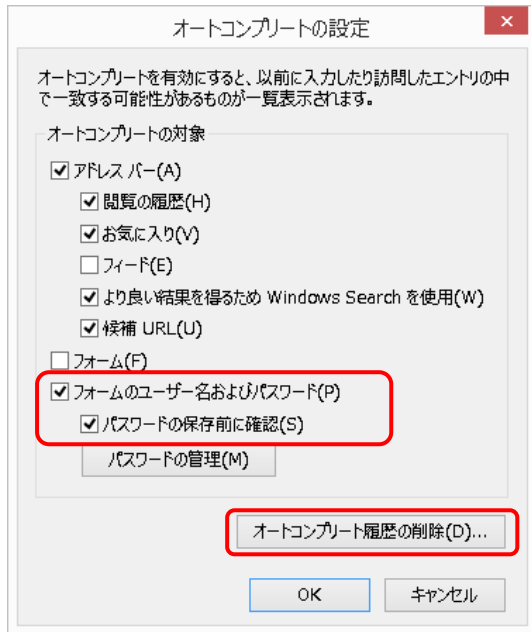 オートコンプリートの設定
オートコンプリートを有効にすると、以前に入力したり訪問したエントリの中
で一致する可能性があるものが一覧表示されます。
オートコンプリートの対象
アドレス バー(A)
閲覧の履歴(H)
お気に入り(V)
フィード(E)
より良い結果を得るため Windows Search を使用(W)
候補 URL(U)
フォーム(F)
フォームのユーザー名およびパスワード(P)
パスワードの保存前に確認(S)
パスワードの管理(M)
オートコンプリート履歴の削除(D)...
OK キャンセル